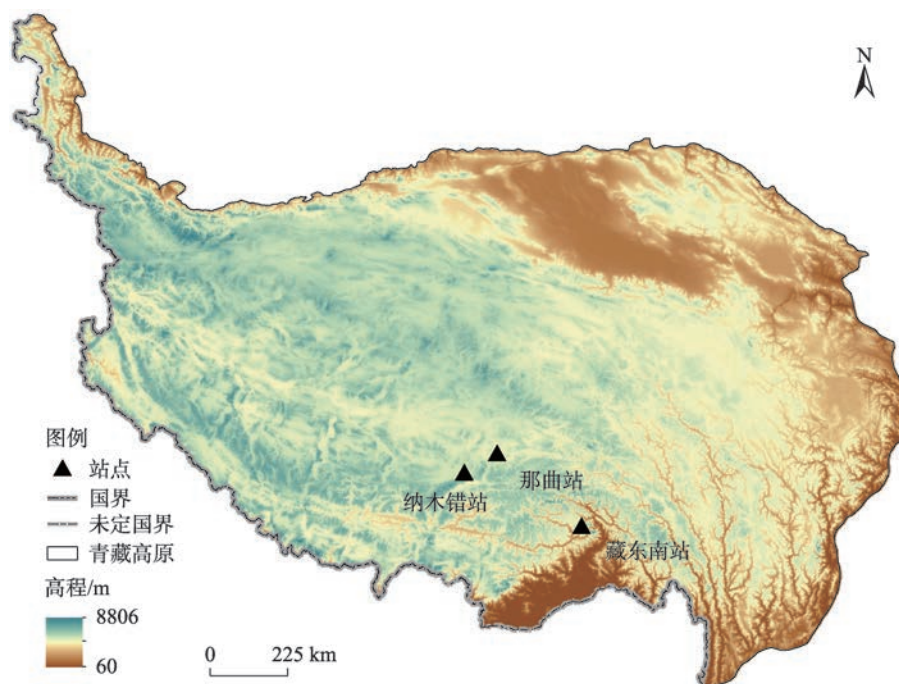 N
那曲站
纳木错站
藏东南站
图例
站点
国界
未定国界
青藏高原
高程/m
8806
60
0 225 km